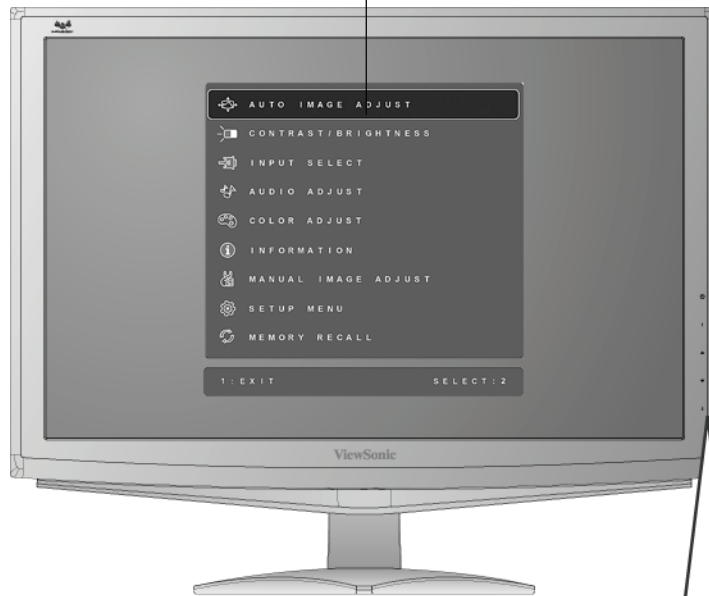 AUTO IMAGE ADJUST
CONTRAST/BRIGHTNESS
INPUT SELECT
AUDIO ADJUST
COLOR ADJUST
INFORMATION
MANUAL IMAGE ADJUST
SETUP MENU
MEMORY RECALL
1:EXIT SELECT:2
ViewSonic